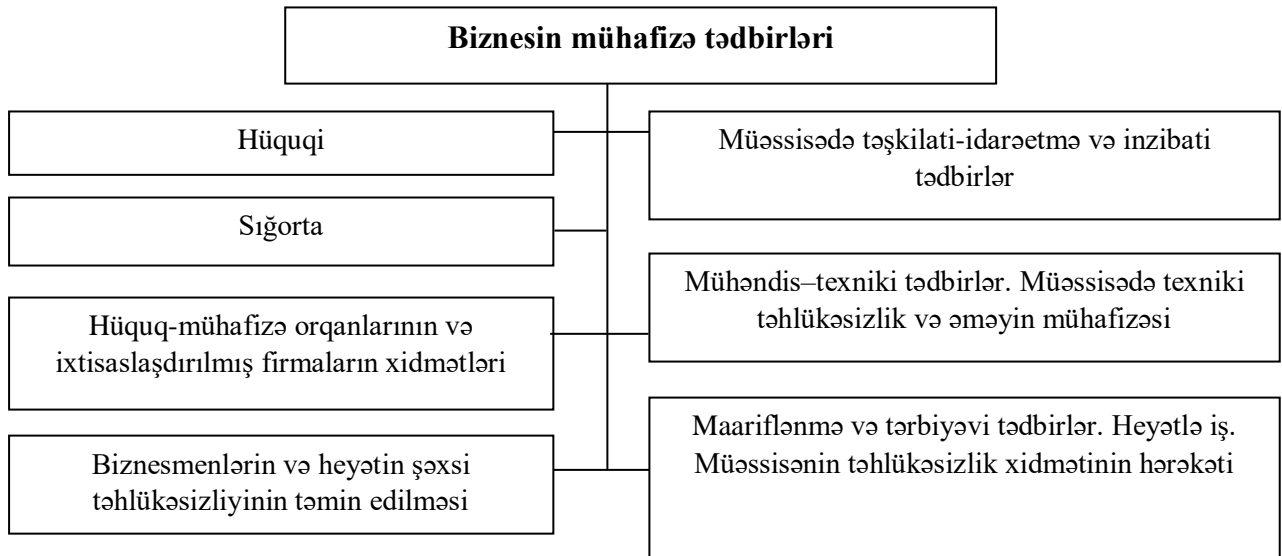 Biznesin mühafizə tədbirləri
Hüquqi
Müəssisədə təşkilati-idarəetmə və inzibati
tədbirlər
Sığorta
Mühəndis–texniki tədbirlər. Müəssisədə texniki
təhlükəsizlik və əməyin mühafizəsi
Hüquq-mühafizə orqanlarının və
ixtisaslaşdırılmış firmaların xidmətləri
Maariflənmə və tərbiyəvi tədbirlər. Heyətlə iş.
Müəssisənin təhlükəsizlik xidmətinin hərəkəti
Biznesmenlərin və heyətin şəxsi
təhlükəsizliyinin təmin edilməsi